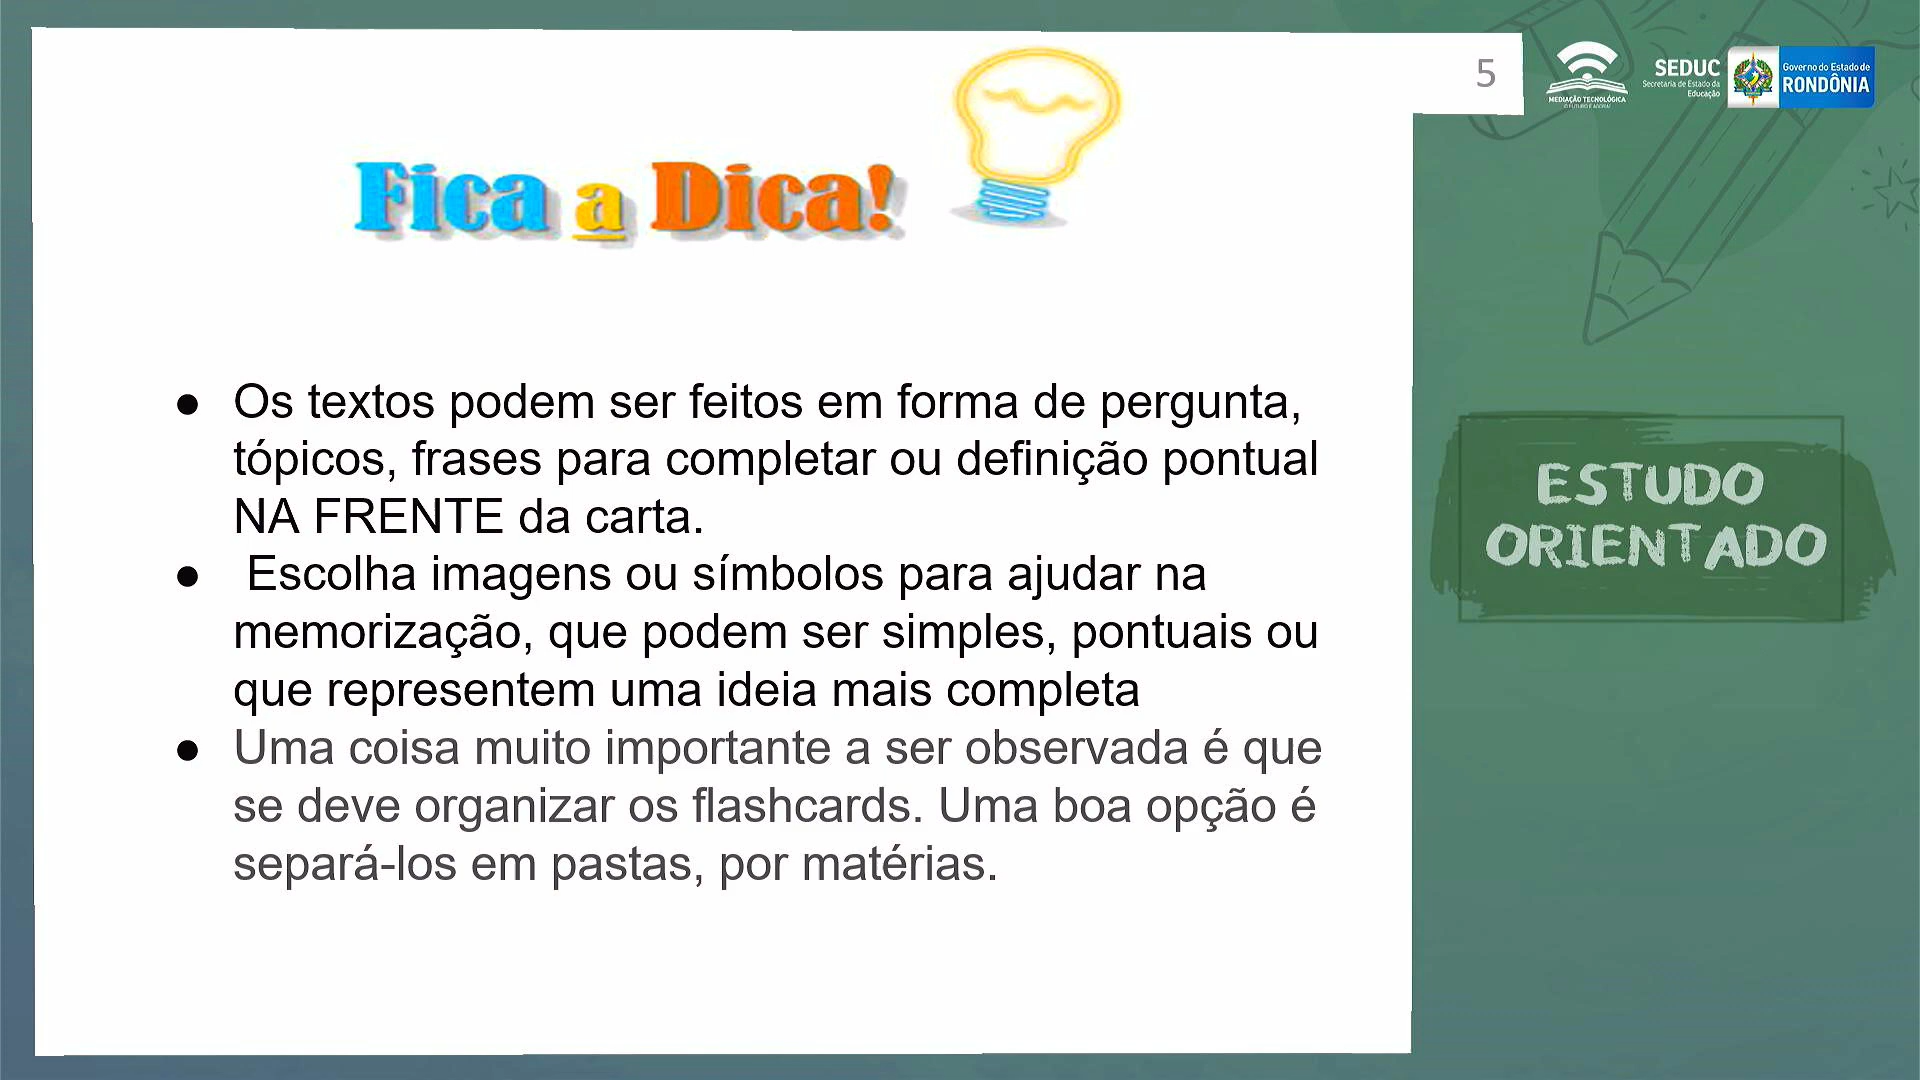 5
MEDIAÇÃO TECNOLÓGICA
SEDUC
Secretaria de Estado da
Educação
Governo do Estado de
RONDÔNIA
Fica a Dica!
● Os textos podem ser feitos em forma de pergunta,
tópicos, frases para completar ou definição pontual
NA FRENTE da carta.
● Escolha imagens ou símbolos para ajudar na
memorização, que podem ser simples, pontuais ou
que representem uma ideia mais completa
● Uma coisa muito importante a ser observada é que
se deve organizar os flashcards. Uma boa opção é
separá-los em pastas, por matérias.
ESTUDO
ORIENTADO